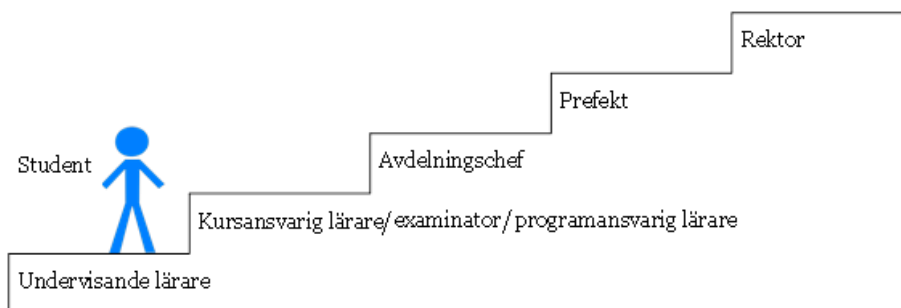 Rektor
Prefekt
Avdelningschef
Student
Kursansvarig lärare/examinator/programansvarig lärare
Undervisande lärare